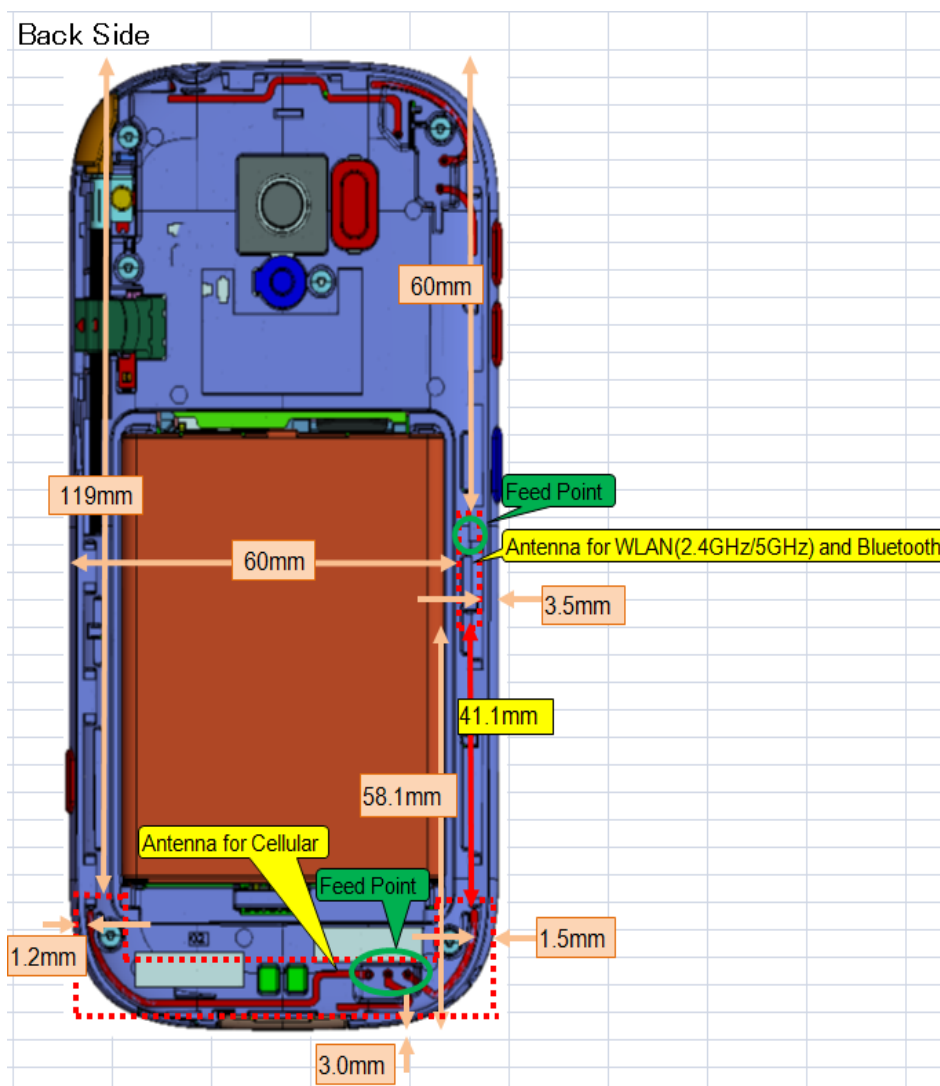 Back Side
60mm
119mm
Feed Point
Antenna for WLAN(2.4GHz/5GHz) and Bluetooth
60mm
3.5mm
41.1mm
58.1mm
Antenna for Cellular
Feed Point
1.2mm
1.5mm
3.0mm